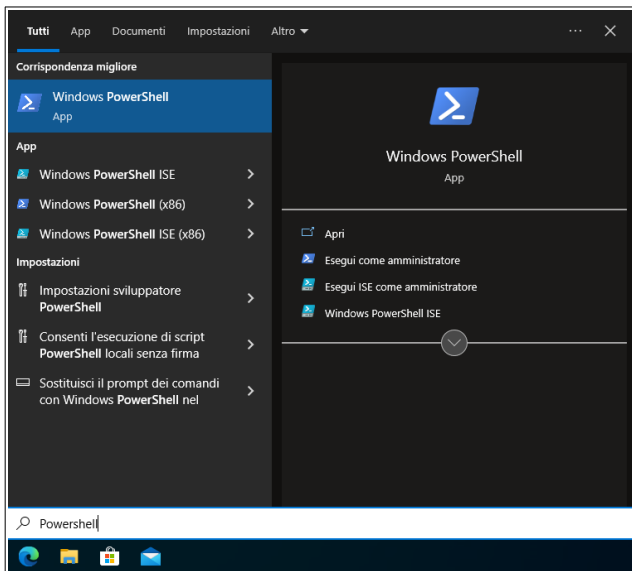 Tutti App Documenti Impostazioni Altro
Corrispondenza migliore
Windows PowerShell
App
App
Windows PowerShell ISE
Windows PowerShell (x86)
Windows PowerShell ISE (x86)
Impostazioni
Impostazioni sviluppatore
PowerShell
Consenti l'esecuzione di script
PowerShell locali senza firma
Sostituisci il prompt dei comandi
con Windows PowerShell nel
Windows PowerShell
App
Apri
Esegui come amministratore
Esegui ISE come amministratore
Windows PowerShell ISE
Powershell